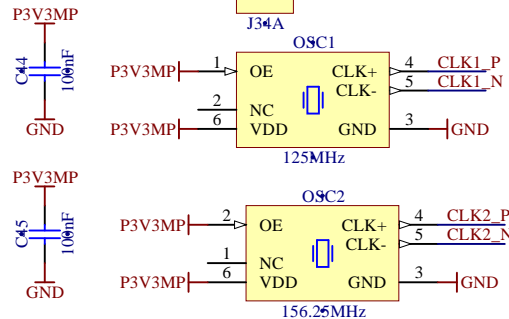 J34A
P3V3MP
C44
100nF
GND
OSC1
P3V3MP 1 OE CLK+ 4 CLK1_P
CLK- 5 CLK1_N
2 NC
P3V3MP 6 VDD GND 3 GND
125MHz
P3V3MP
C45
100nF
GND
OSC2
P3V3MP 2 OE CLK+ 4 CLK2_P
CLK- 5 CLK2_N
1 NC
P3V3MP 6 VDD GND 3 GND
156.25MHz